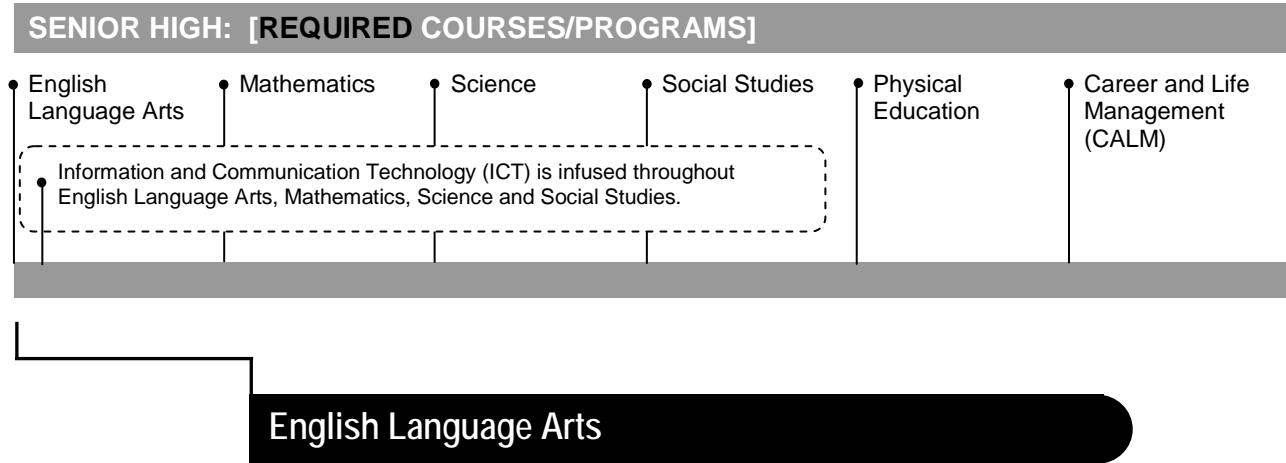 SENIOR HIGH: [REQUIRED COURSES/PROGRAMS]
English
Language Arts
Mathematics
Science
Social Studies
Physical
Education
Career and Life
Management
(CALM)
Information and Communication Technology (ICT) is infused throughout
English Language Arts, Mathematics, Science and Social Studies.
English Language Arts